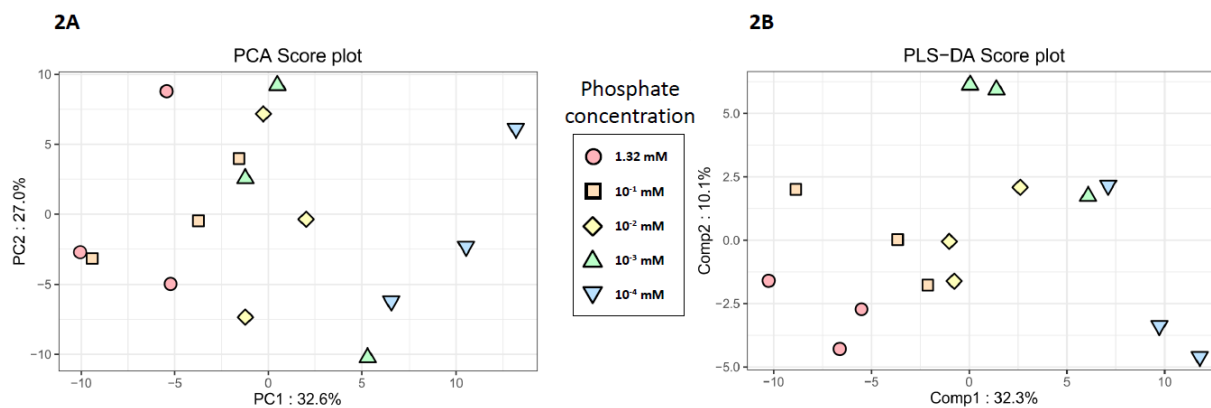 2A
PCA Score plot
10
5
0
−5
−10
PC2 : 27.0%
−10
−5
0
5
10
PC1 : 32.6%
Phosphate
concentration
1.32 mM
10⁻¹ mM
10⁻² mM
10⁻³ mM
10⁻⁴ mM
2B
PLS−DA Score plot
5.0
2.5
0.0
−2.5
−5.0
Comp2 : 10.1%
−10
−5
0
5
10
Comp1 : 32.3%